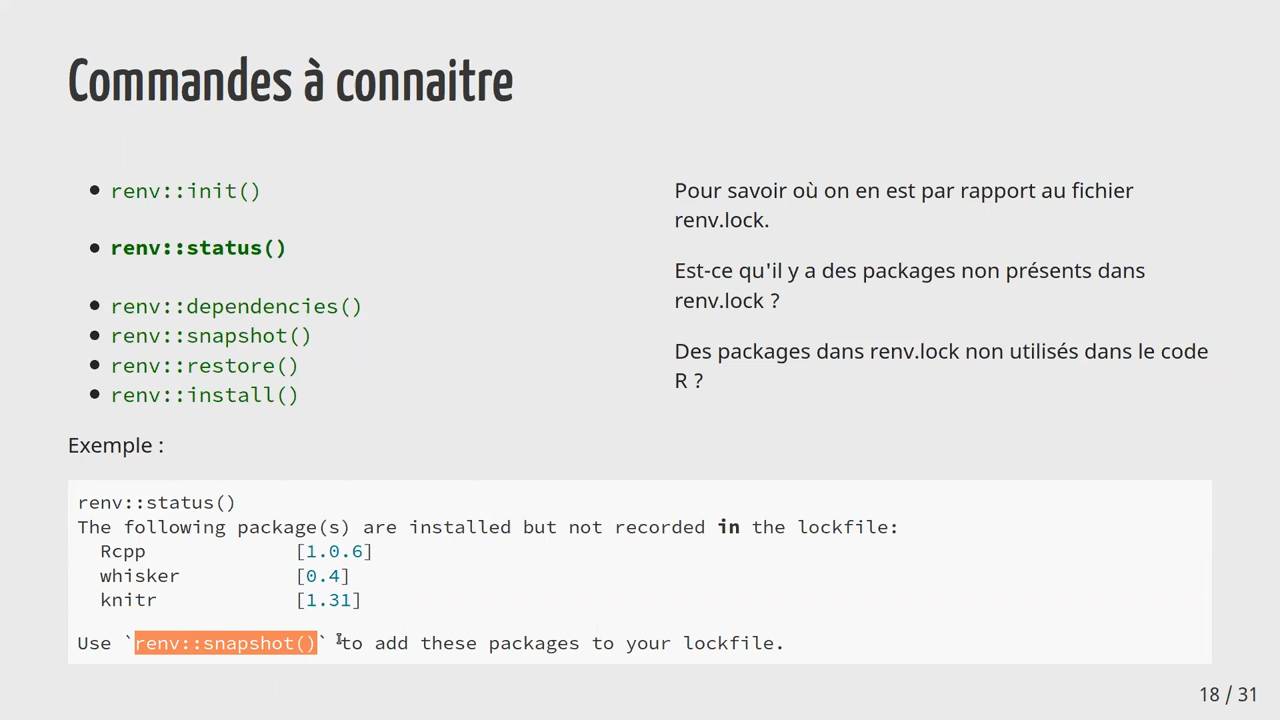 Commandes à connaitre
renv::init()
renv::status()
renv::dependencies()
renv::snapshot()
renv::restore()
renv::install()
Pour savoir où on en est par rapport au fichier
renv.lock.
Est-ce qu'il y a des packages non présents dans
renv.lock ?
Des packages dans renv.lock non utilisés dans le code
R ?
Exemple :
renv::status()
The following package(s) are installed but not recorded in the lockfile:
Rcpp [1.0.6]
whisker [0.4]
knitr [1.31]
Use `renv::snapshot()` to add these packages to your lockfile.
18 / 31